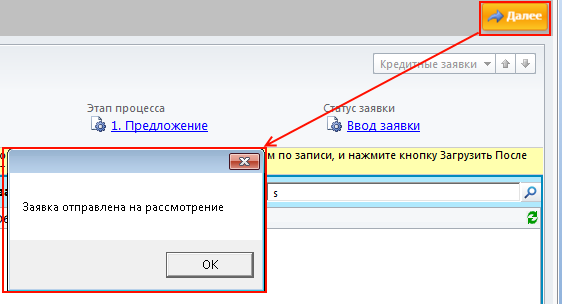 Далее
Кредитные заявки
Этап процесса
Статус заявки
1. Предложение
Ввод заявки
м по записи, и нажмите кнопку Загрузить После
s
Заявка отправлена на рассмотрение
OK